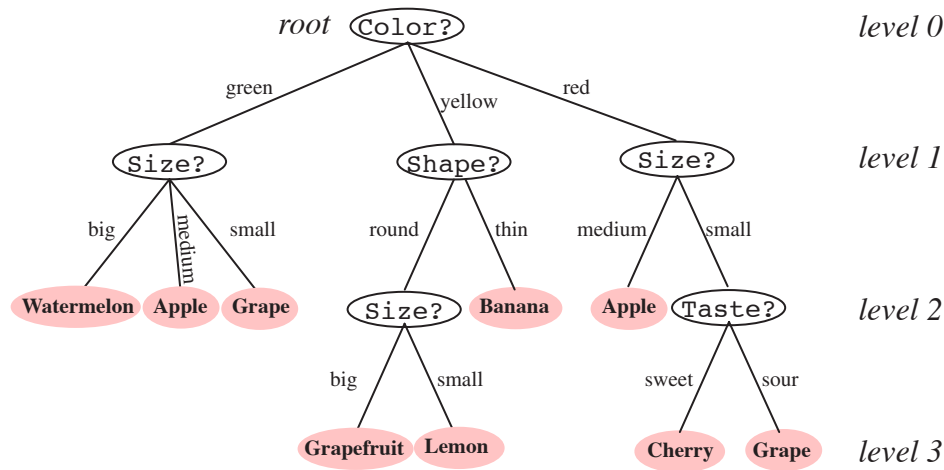 root Color? level 0
green yellow red
Size? Shape? Size? level 1
big medium small round thin medium small
Watermelon Apple Grape Size? Banana Apple Taste? level 2
big small sweet sour
Grapefruit Lemon Cherry Grape level 3